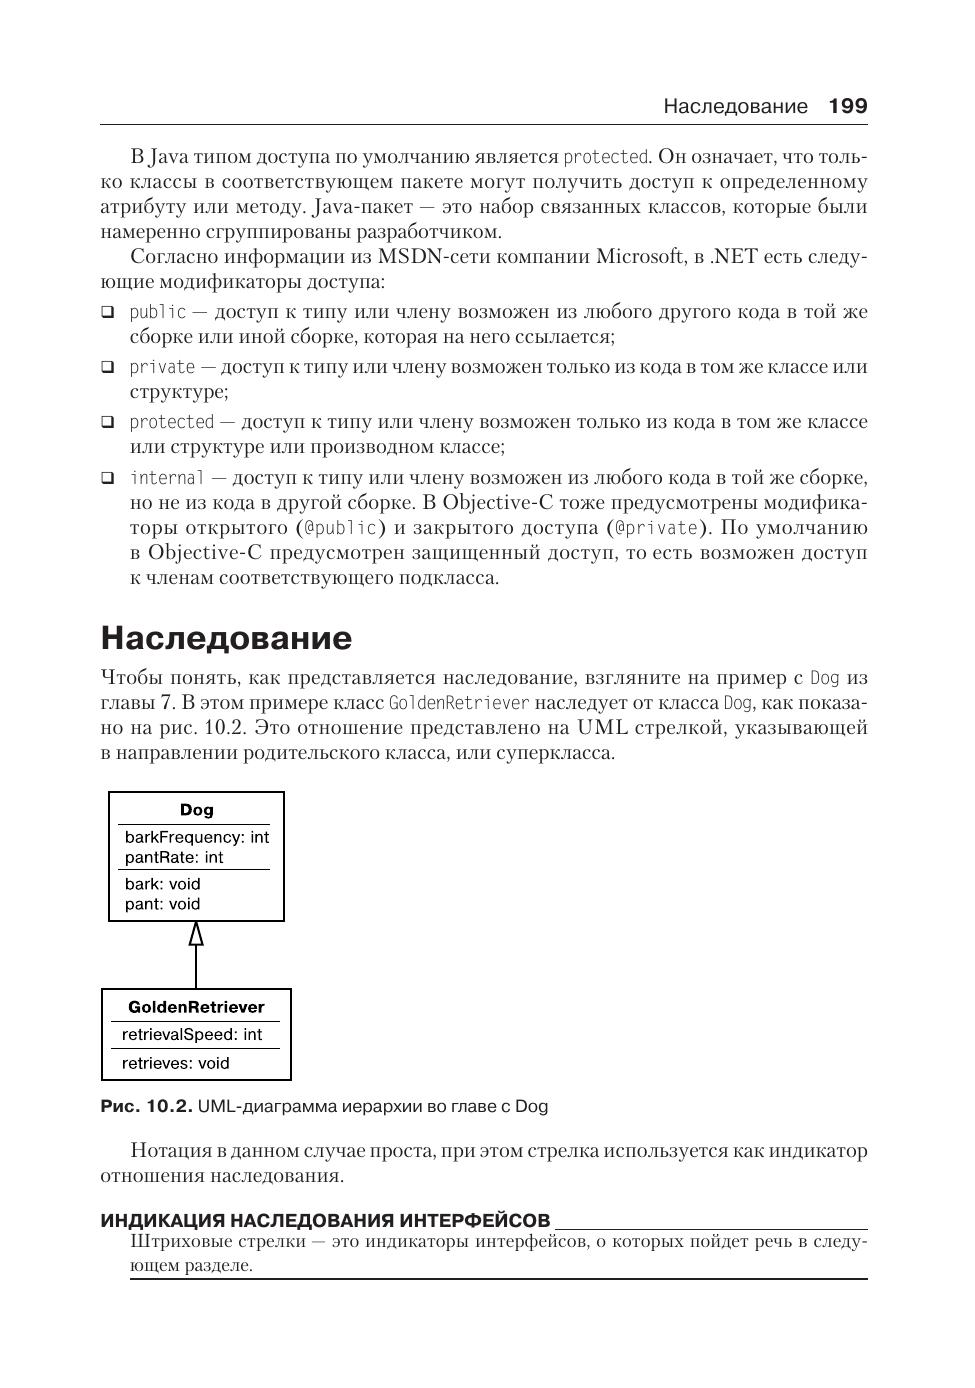 Наследование 199
В Java типом доступа по умолчанию является protected. Он означает, что толь-
ко классы в соответствующем пакете могут получить доступ к определенному
атрибуту или методу. Java-пакет — это набор связанных классов, которые были
намеренно сгруппированы разработчиком.
Согласно информации из MSDN-сети компании Microsoft, в .NET есть следу-
ющие модификаторы доступа:
❑ public — доступ к типу или члену возможен из любого другого кода в той же
сборке или иной сборке, которая на него ссылается;
❑ private — доступ к типу или члену возможен только из кода в том же классе или
структуре;
❑ protected — доступ к типу или члену возможен только из кода в том же классе
или структуре или производном классе;
❑ internal — доступ к типу или члену возможен из любого кода в той же сборке,
но не из кода в другой сборке. В Objective-C тоже предусмотрены модифика-
торы открытого (@public) и закрытого доступа (@private). По умолчанию
в Objective-C предусмотрен защищенный доступ, то есть возможен доступ
к членам соответствующего подкласса.
Наследование
Чтобы понять, как представляется наследование, взгляните на пример с Dog из
главы 7. В этом примере класс GoldenRetriever наследует от класса Dog, как показа-
но на рис. 10.2. Это отношение представлено на UML стрелкой, указывающей
в направлении родительского класса, или суперкласса.
Dog
barkFrequency: int
pantRate: int
bark: void
pant: void
GoldenRetriever
retrievalSpeed: int
retrieves: void
Рис. 10.2. UML-диаграмма иерархии во главе с Dog
Нотация в данном случае проста, при этом стрелка используется как индикатор
отношения наследования.
ИНДИКАЦИЯ НАСЛЕДОВАНИЯ ИНТЕРФЕЙСОВ
Штриховые стрелки — это индикаторы интерфейсов, о которых пойдет речь в следу-
ющем разделе.